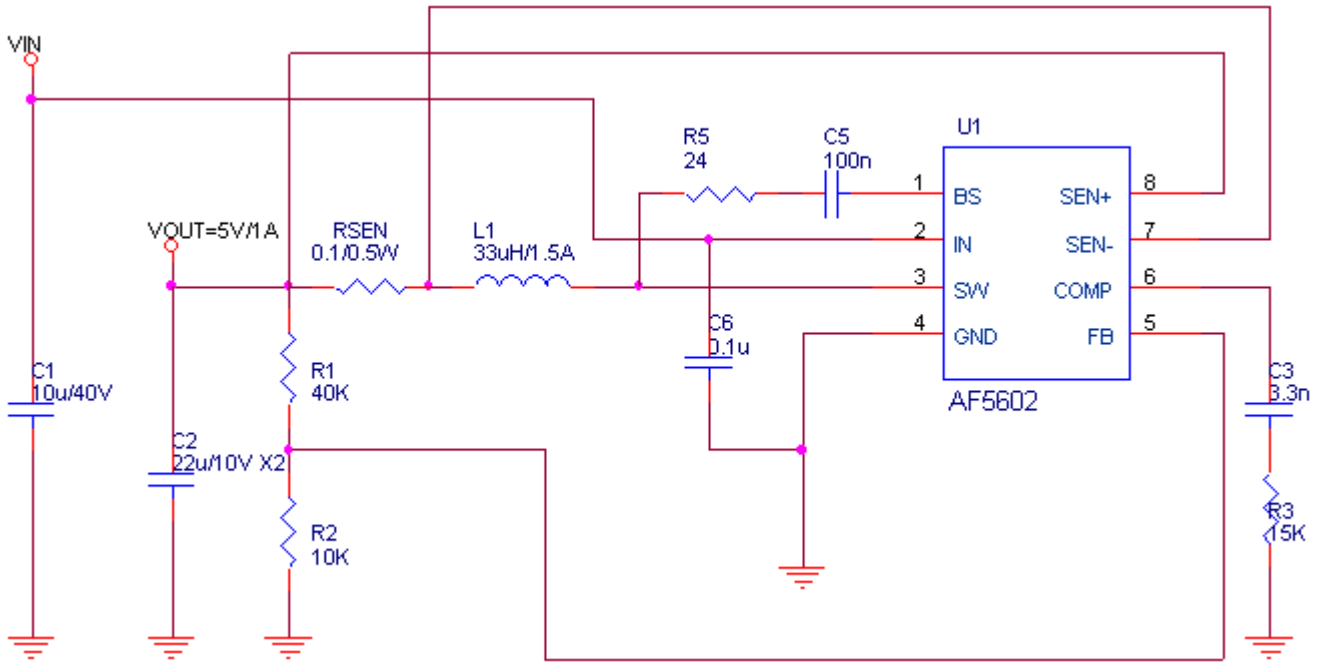 VIN
U1
R5
24
C5
100n
1
BS
SEN+
8
VOUT=5V/1A
RSEN
0.1/0.5W
L1
33uH/1.5A
2
IN
SEN-
7
3
SW
COMP
6
4
GND
FB
5
C6
0.1u
AF5602
C1
10u/40V
R1
40K
C3
3.3n
C2
22u/10V X2
R2
10K
R3
15K